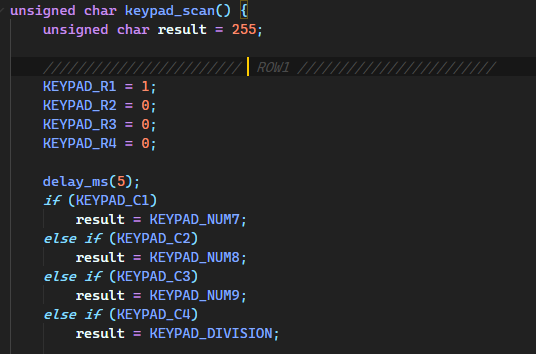 unsigned char keypad_scan() {
    unsigned char result = 255;
    /////////////////////// ROW1 ///////////////////////
    KEYPAD_R1 = 1;
    KEYPAD_R2 = 0;
    KEYPAD_R3 = 0;
    KEYPAD_R4 = 0;
    delay_ms(5);
    if (KEYPAD_C1)
        result = KEYPAD_NUM7;
    else if (KEYPAD_C2)
        result = KEYPAD_NUM8;
    else if (KEYPAD_C3)
        result = KEYPAD_NUM9;
    else if (KEYPAD_C4)
        result = KEYPAD_DIVISION;